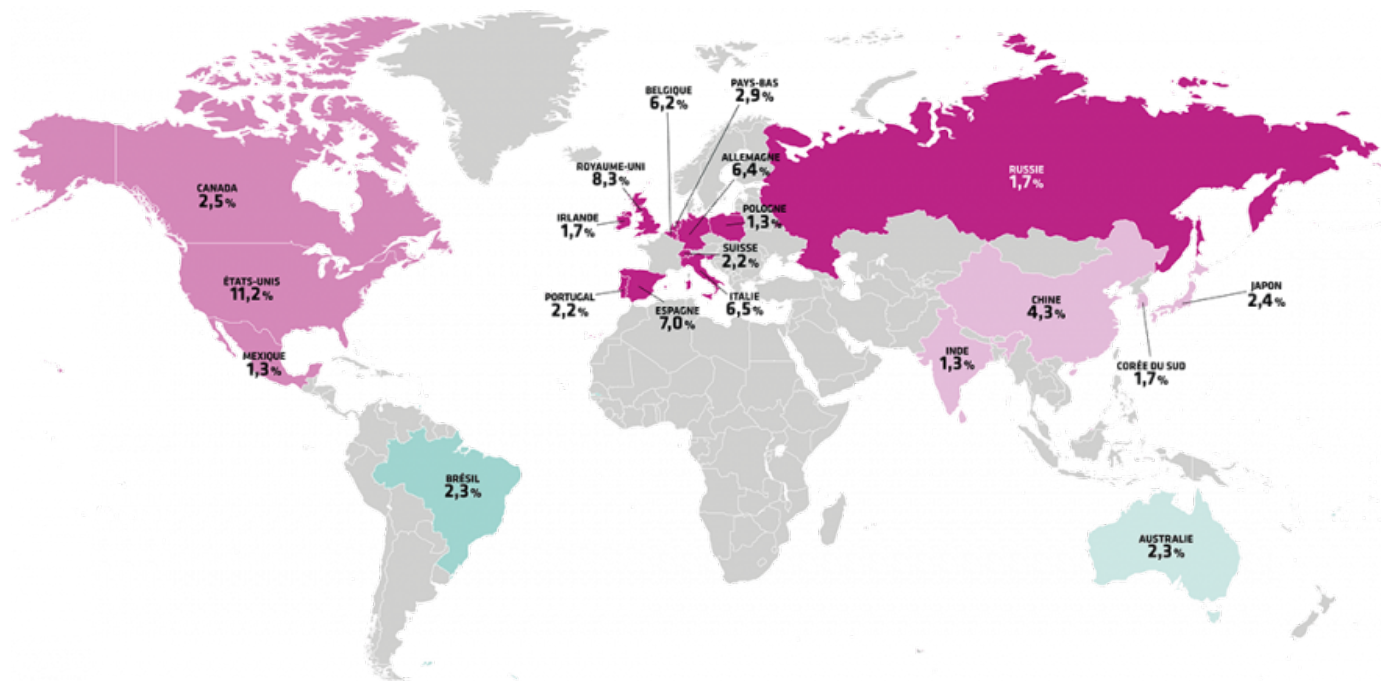 BELGIQUE
6,2%
PAYS-BAS
2,9%
ROYAUME-UNI
8,3%
ALLEMAGNE
6,4%
RUSSIE
1,7%
CANADA
2,5%
IRLANDE
1,7%
POLOGNE
1,3%
SUISSE
2,2%
ÉTATS-UNIS
11,2%
PORTUGAL
2,2%
ESPAGNE
7,0%
ITALIE
6,5%
CHINE
4,3%
JAPON
2,4%
MEXIQUE
1,3%
INDE
1,3%
CORÉE DU SUD
1,7%
BRÉSIL
2,3%
AUSTRALIE
2,3%